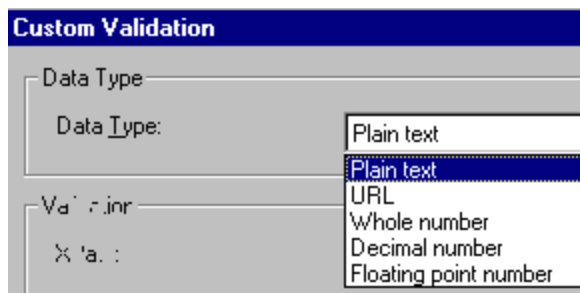 Custom Validation
Data Type
Data Type:
Plain text
Plain text
URL
Whole number
Decimal number
Floating point number